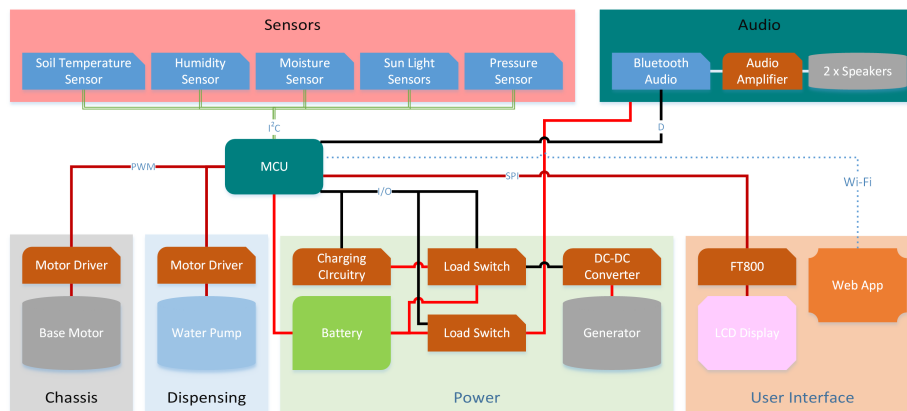 Sensors
Audio
Soil Temperature
Sensor
Humidity
Sensor
Moisture
Sensor
Sun Light
Sensors
Pressure
Sensor
Bluetooth
Audio
Audio
Amplifier
2 x Speakers
I²C
D
MCU
PWM
I/O
SPI
Wi-Fi
Motor Driver
Motor Driver
Charging
CIrcuitry
Load Switch
DC-DC
Converter
FT800
Web App
Base Motor
Water Pump
Battery
Load Switch
Generator
LCD Display
Chassis
Dispensing
Power
User Interface